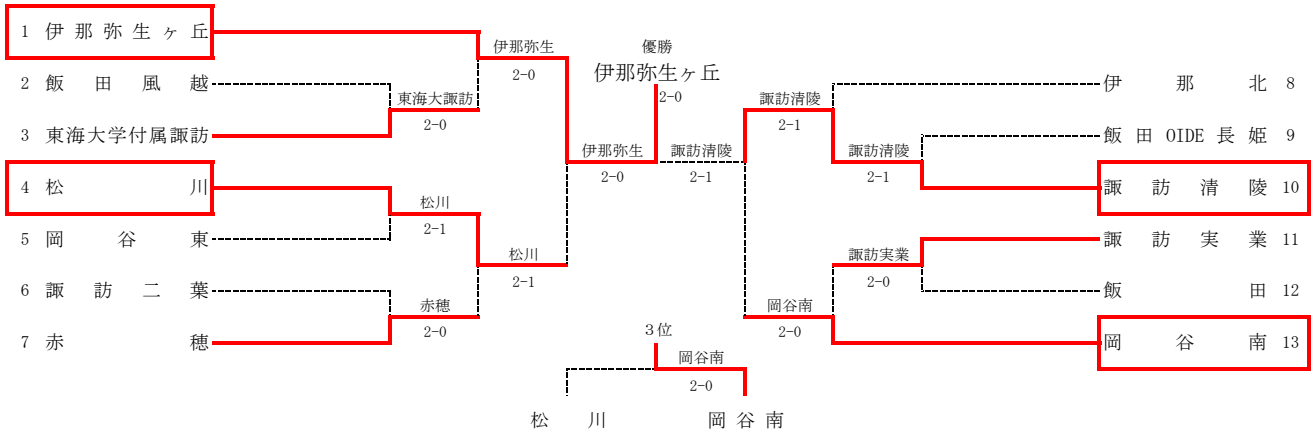 1 伊那弥生ヶ丘
2 飯田風越
3 東海大学付属諏訪
4 松川
5 岡谷東
6 諏訪二葉
7 赤穂
東海大諏訪
2-0
松川
2-1
赤穂
2-0
伊那弥生
2-0
松川
2-1
伊那弥生
2-0
優勝
伊那弥生ヶ丘
2-0
諏訪清陵
2-1
諏訪清陵
2-1
岡谷南
2-0
諏訪清陵
2-1
諏訪実業
2-0
伊那北 8
飯田OIDE長姫 9
諏訪清陵 10
諏訪実業 11
飯田 12
岡谷南 13
3位
岡谷南
2-0
松川
岡谷南